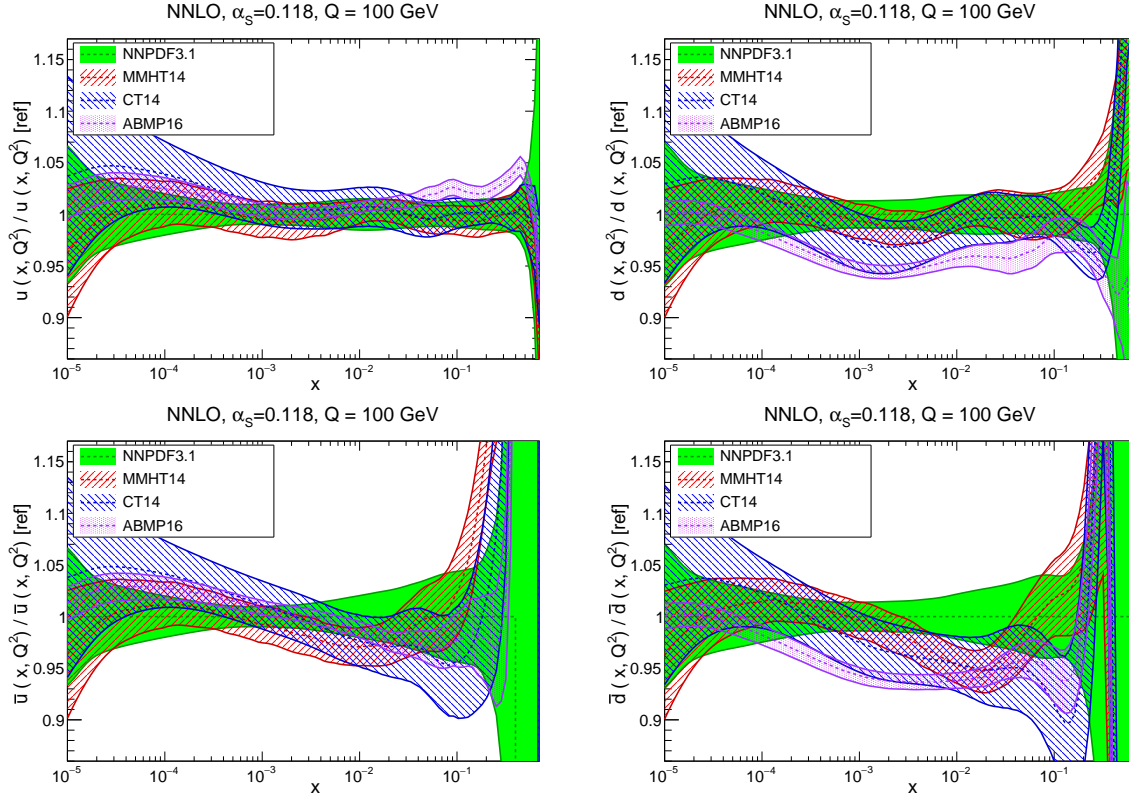 NNLO, α_S=0.118, Q = 100 GeV
NNPDF3.1
MMHT14
CT14
ABMP16
u ( x, Q²) / u ( x, Q²) [ref]
1.15
1.1
1.05
1
0.95
0.9
10⁻⁵ 10⁻⁴ 10⁻³ 10⁻² 10⁻¹
x
NNLO, α_S=0.118, Q = 100 GeV
NNPDF3.1
MMHT14
CT14
ABMP16
d ( x, Q²) / d ( x, Q²) [ref]
1.15
1.1
1.05
1
0.95
0.9
10⁻⁵ 10⁻⁴ 10⁻³ 10⁻² 10⁻¹
x
NNLO, α_S=0.118, Q = 100 GeV
NNPDF3.1
MMHT14
CT14
ABMP16
u̅ ( x, Q²) / u̅ ( x, Q²) [ref]
1.15
1.1
1.05
1
0.95
0.9
10⁻⁵ 10⁻⁴ 10⁻³ 10⁻² 10⁻¹
x
NNLO, α_S=0.118, Q = 100 GeV
NNPDF3.1
MMHT14
CT14
ABMP16
d̅ ( x, Q²) / d̅ ( x, Q²) [ref]
1.15
1.1
1.05
1
0.95
0.9
10⁻⁵ 10⁻⁴ 10⁻³ 10⁻² 10⁻¹
x